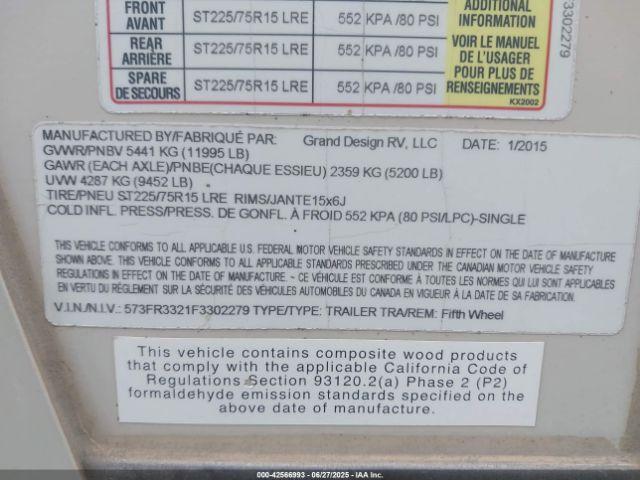 FRONT
AVANT
ST225/75R15 LRE
552 KPA /80 PSI
REAR
ARRIÈRE
ST225/75R15 LRE
552 KPA /80 PSI
SPARE
DE SECOURS
ST225/75R15 LRE
552 KPA /80 PSI
ADDITIONAL
INFORMATION
VOIR LE MANUEL
DE L'USAGER
POUR PLUS DE
RENSEIGNEMENTS
KX2002
F3302279
MANUFACTURED BY/FABRIQUÉ PAR: Grand Design RV, LLC DATE: 1/2015
GVWR/PNBV 5441 KG (11995 LB)
GAWR (EACH AXLE)/PNBE(CHAQUE ESSIEU) 2359 KG (5200 LB)
UVW 4287 KG (9452 LB)
TIRE/PNEU ST225/75R15 LRE RIMS/JANTE15x6J
COLD INFL. PRESS/PRESS. DE GONFL. À FROID 552 KPA (80 PSI/LPC)-SINGLE
THIS VEHICLE CONFORMS TO ALL APPLICABLE U.S. FEDERAL MOTOR VEHICLE SAFETY STANDARDS IN EFFECT ON THE DATE OF MANUFACTURE
SHOWN ABOVE. THIS VEHICLE CONFORMS TO ALL APPLICABLE STANDARDS PRESCRIBED UNDER THE CANADIAN MOTOR VEHICLE SAFETY
REGULATIONS IN EFFECT ON THE DATE OF MANUFACTURE. ~ CE VÉHICULE EST CONFORME À TOUTES LES NORMES QUI LUI SONT APPLICABLES
EN VERTU DU RÈGLEMENT SUR LA SÉCURITÉ DES VÉHICULES AUTOMOBILES DU CANADA EN VIGUEUR À LA DATE DE SA FABRICATION.
V.I.N./N.I.V.: 573FR3321F3302279 TYPE/TYPE: TRAILER TRA/REM: Fifth Wheel
This vehicle contains composite wood products
that comply with the applicable California Code of
Regulations Section 93120.2(a) Phase 2 (P2)
formaldehyde emission standards specified on the
above date of manufacture.
000-42566993 - 06/27/2025 - IAAI.COM